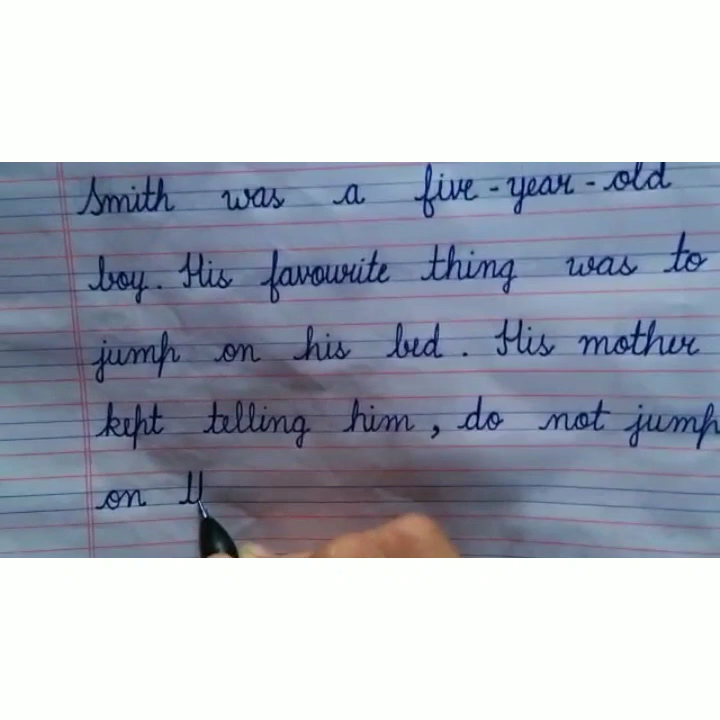 Smith was a five-year-old
boy. His favourite thing was to
jump on his bed. His mother
kept telling him, do not jump
on